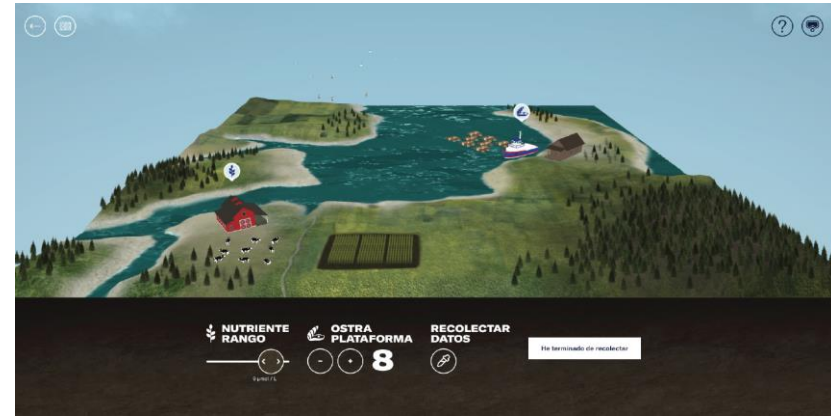 ?
NUTRIENTE
RANGO
OSTRA
PLATAFORMA
8
RECOLECTAR
DATOS
He terminado de recolectar